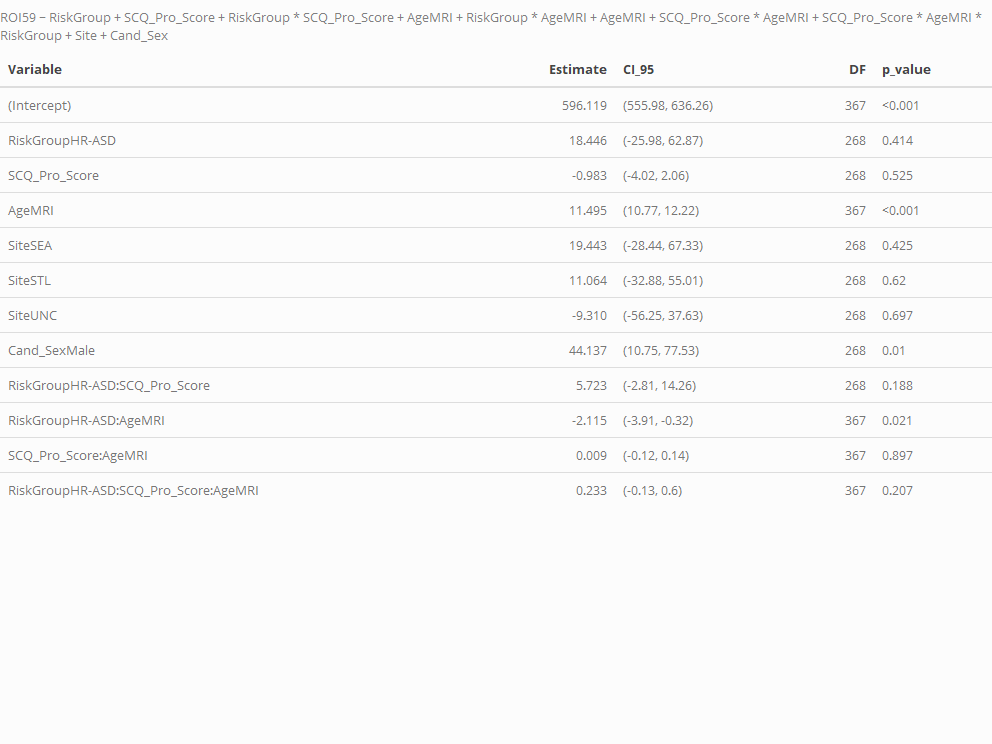 ROI59 ~ RiskGroup + SCQ_Pro_Score + RiskGroup * SCQ_Pro_Score + AgeMRI + RiskGroup * AgeMRI + AgeMRI + SCQ_Pro_Score * AgeMRI + SCQ_Pro_Score * AgeMRI *
RiskGroup + Site + Cand_Sex
Variable Estimate CI_95 DF p_value
(Intercept) 596.119 (555.98, 636.26) 367 <0.001
RiskGroupHR-ASD 18.446 (-25.98, 62.87) 268 0.414
SCQ_Pro_Score -0.983 (-4.02, 2.06) 268 0.525
AgeMRI 11.495 (10.77, 12.22) 367 <0.001
SiteSEA 19.443 (-28.44, 67.33) 268 0.425
SiteSTL 11.064 (-32.88, 55.01) 268 0.62
SiteUNC -9.310 (-56.25, 37.63) 268 0.697
Cand_SexMale 44.137 (10.75, 77.53) 268 0.01
RiskGroupHR-ASD:SCQ_Pro_Score 5.723 (-2.81, 14.26) 268 0.188
RiskGroupHR-ASD:AgeMRI -2.115 (-3.91, -0.32) 367 0.021
SCQ_Pro_Score:AgeMRI 0.009 (-0.12, 0.14) 367 0.897
RiskGroupHR-ASD:SCQ_Pro_Score:AgeMRI 0.233 (-0.13, 0.6) 367 0.207